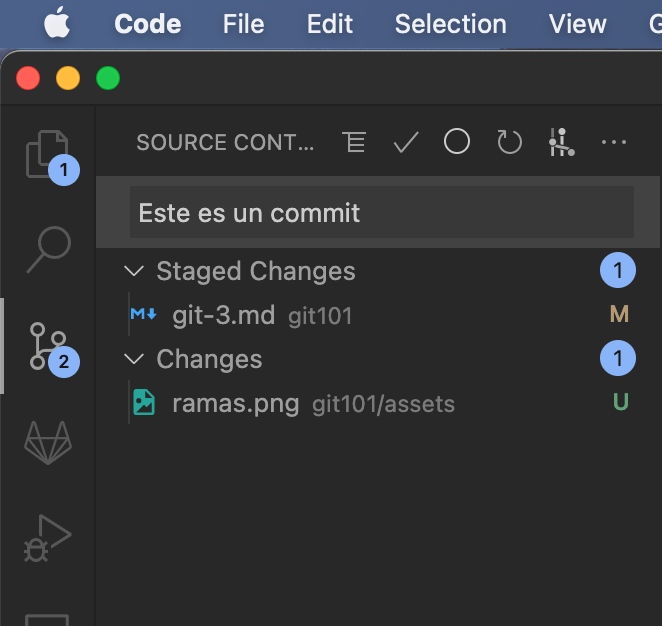 Code File Edit Selection View G
SOURCE CONT...
1
Este es un commit
Staged Changes 1
M↓ git-3.md git101 M
2
Changes 1
ramas.png git101/assets U